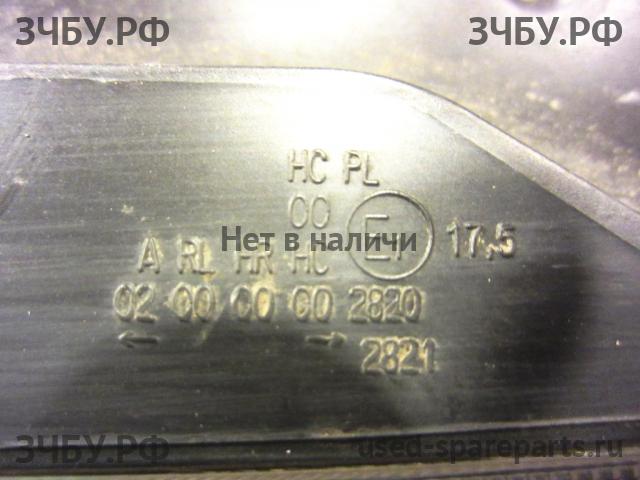 ЗЧБУ.РФ ЗЧБУ.РФ
HC PL
00
17.5
Нет в наличи
A RL HR HC
02 00 00 00 2820
← →
2821
ЗЧБУ.РФ used-spareparts.ru